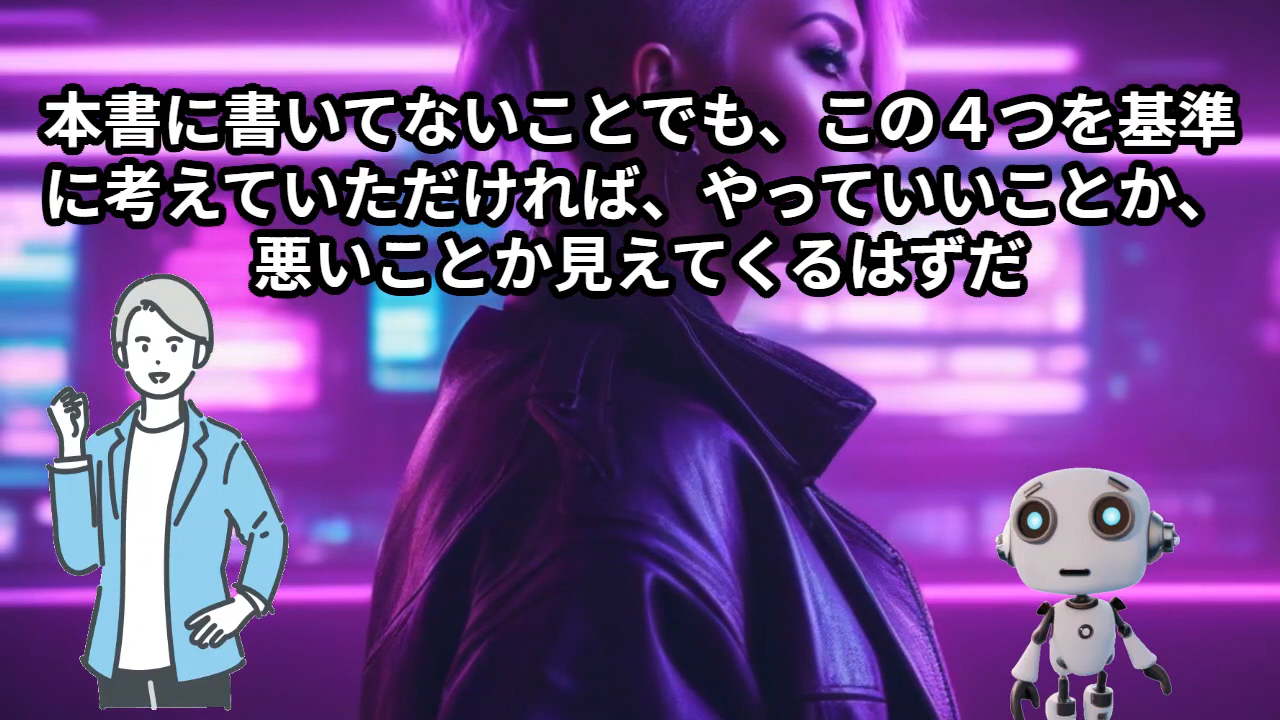 本書に書いてないことでも、この４つを基準
に考えていただければ、やっていいことか、
悪いことか見えてくるはずだ